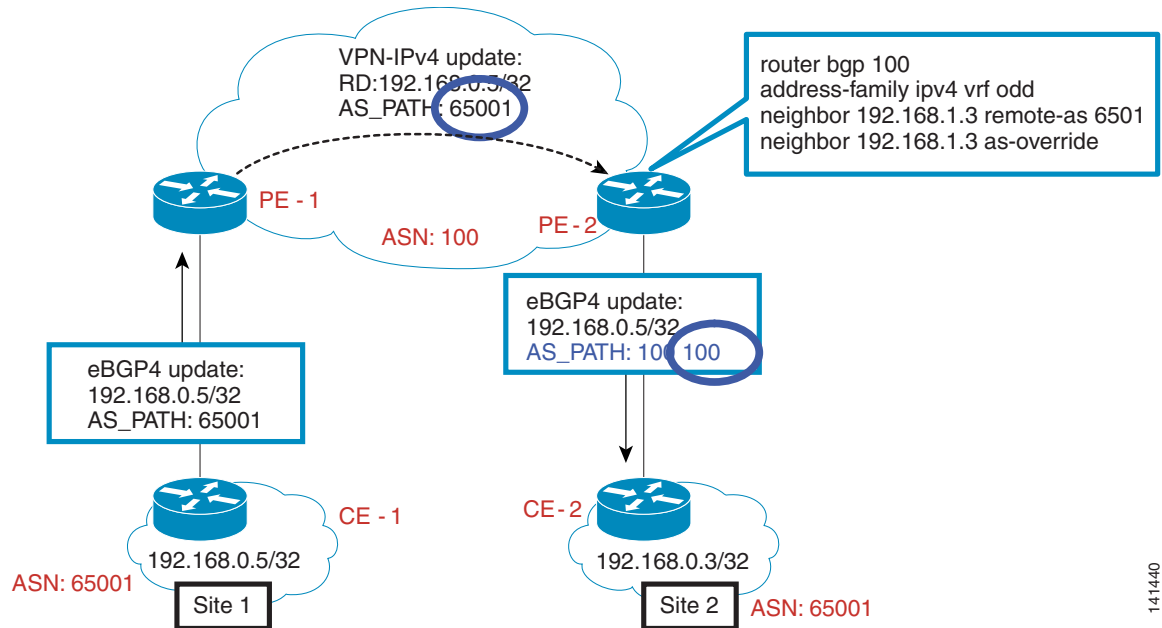 VPN-IPv4 update:
RD:192.168.0.5/32
AS_PATH: 65001
router bgp 100
address-family ipv4 vrf odd
neighbor 192.168.1.3 remote-as 6501
neighbor 192.168.1.3 as-override
PE - 1
PE - 2
ASN: 100
eBGP4 update:
192.168.0.5/32
AS_PATH: 100 100
eBGP4 update:
192.168.0.5/32
AS_PATH: 65001
CE - 1
CE - 2
192.168.0.5/32
192.168.0.3/32
ASN: 65001
Site 1
Site 2
ASN: 65001
141440